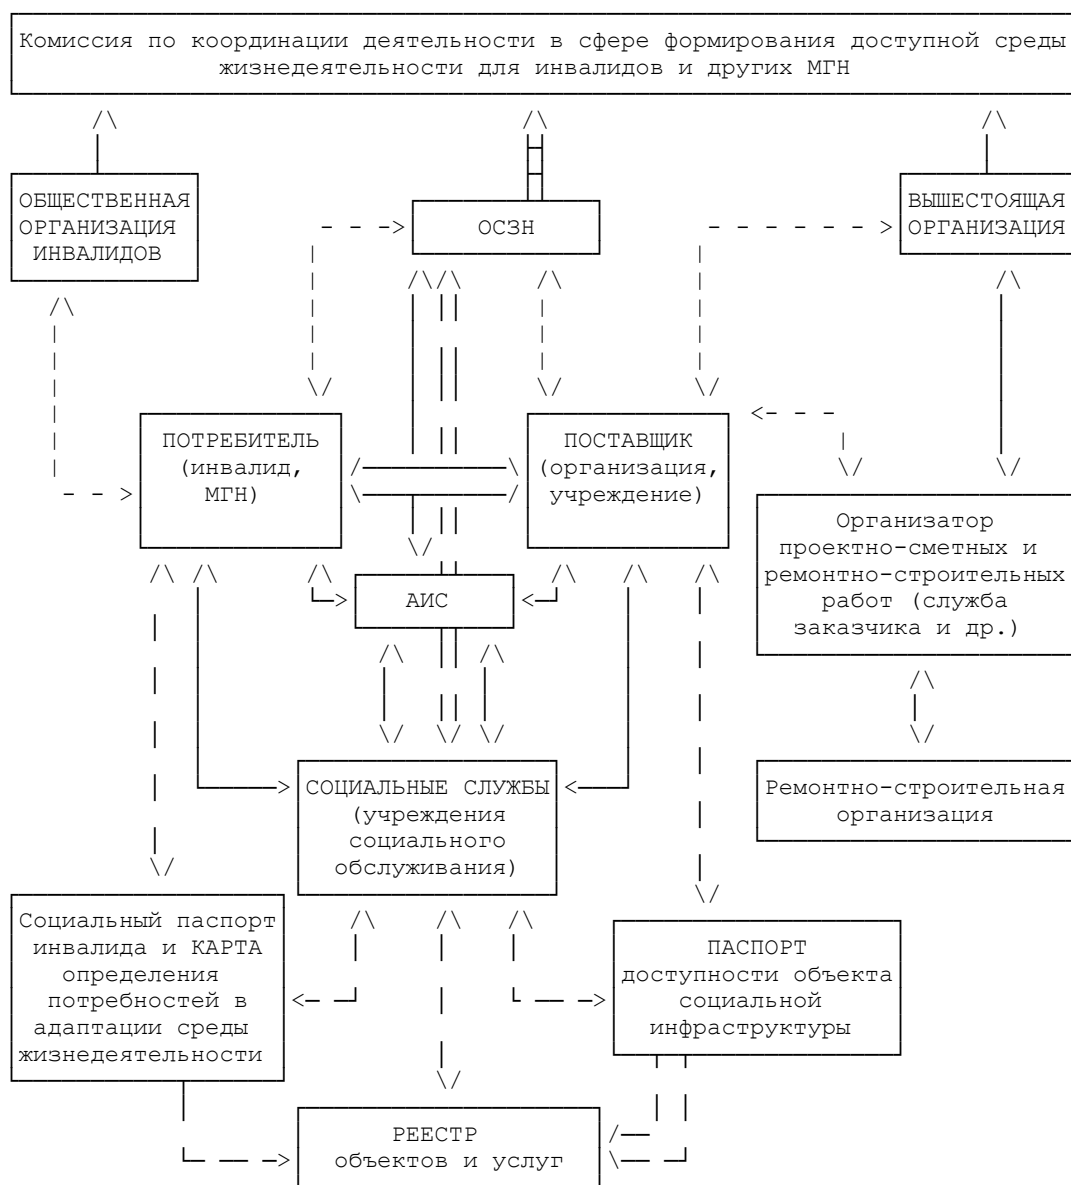 Комиссия по координации деятельности в сфере формирования доступной среды
жизнедеятельности для инвалидов и других МГН
ОБЩЕСТВЕННАЯ
ОРГАНИЗАЦИЯ
ИНВАЛИДОВ
ОСЗН
ВЫШЕСТОЯЩАЯ
ОРГАНИЗАЦИЯ
ПОТРЕБИТЕЛЬ
(инвалид,
МГН)
ПОСТАВЩИК
(организация,
учреждение)
Организатор
проектно-сметных и
ремонтно-строительных
работ (служба
заказчика и др.)
АИС
СОЦИАЛЬНЫЕ СЛУЖБЫ
(учреждения
социального
обслуживания)
Ремонтно-строительная
организация
Социальный паспорт
инвалида и КАРТА
определения
потребностей в
адаптации среды
жизнедеятельности
ПАСПОРТ
доступности объекта
социальной
инфраструктуры
РЕЕСТР
объектов и услуг